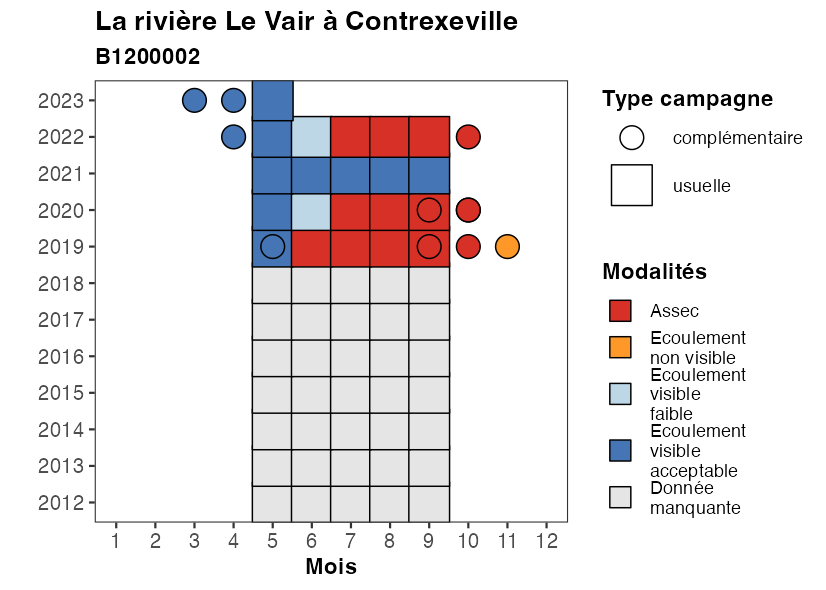 La rivière Le Vair à Contrexeville
B1200002
2023
2022
2021
2020
2019
2018
2017
2016
2015
2014
2013
2012
1 2 3 4 5 6 7 8 9 10 11 12
Mois
Type campagne
complémentaire
usuelle
Modalités
Assec
Ecoulement
non visible
Ecoulement
visible
faible
Ecoulement
visible
acceptable
Donnée
manquante